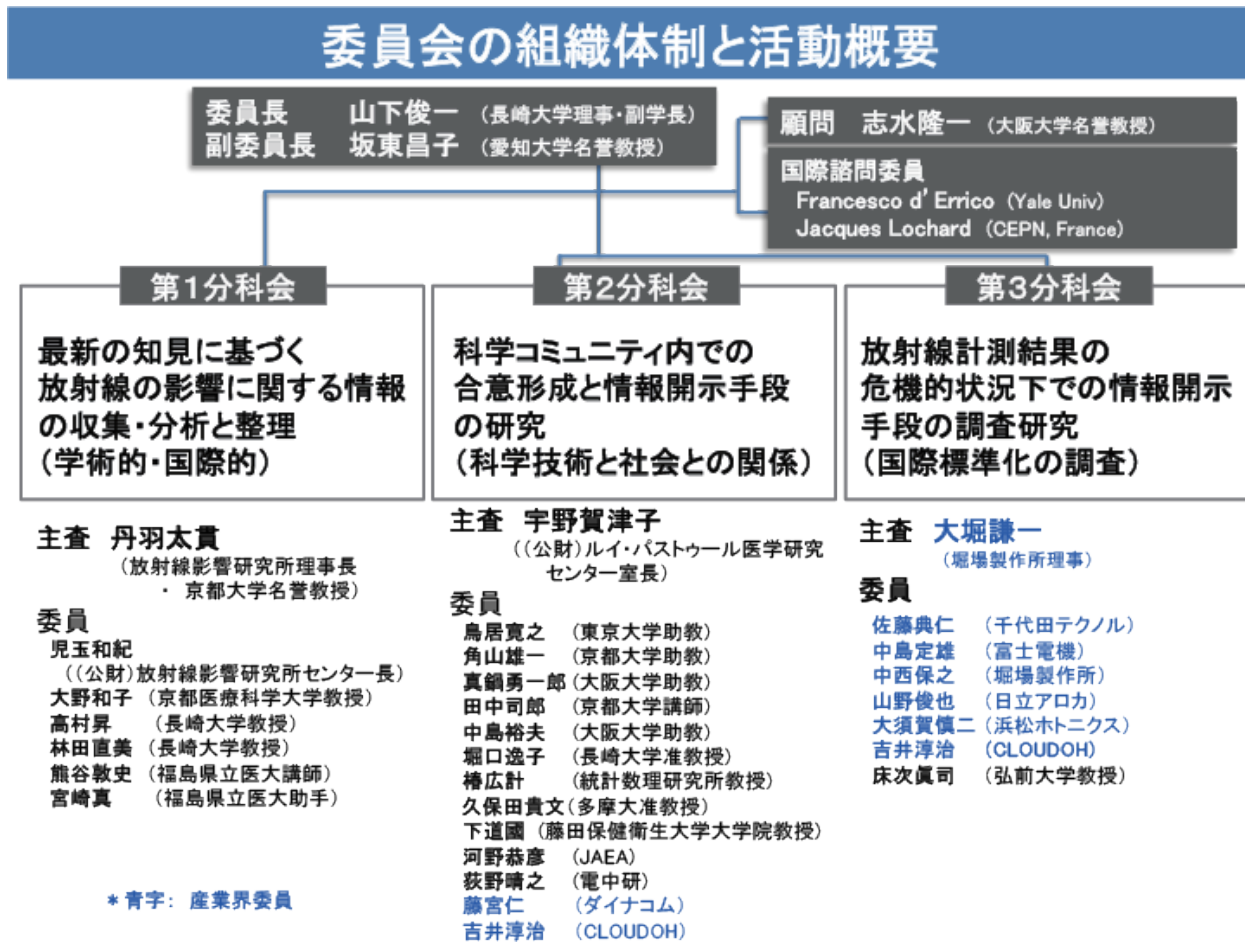 委員会の組織体制と活動概要
委員長 山下俊一 (長崎大学理事・副学長)
副委員長 坂東昌子 (愛知大学名誉教授)
顧問 志水隆一 (大阪大学名誉教授)
国際諮問委員
Francesco d' Errico (Yale Univ)
Jacques Lochard (CEPN, France)
第1分科会
最新の知見に基づく
放射線の影響に関する情報
の収集・分析と整理
(学術的・国際的)
主査 丹羽太貫
(放射線影響研究所理事長
・ 京都大学名誉教授)
委員
児玉和紀
((公財)放射線影響研究所センター長)
大野和子 (京都医療科学大学教授)
高村昇 (長崎大学教授)
林田直美 (長崎大学教授)
熊谷敦史 (福島県立医大講師)
宮崎真 (福島県立医大助手)
*青字: 産業界委員
第2分科会
科学コミュニティ内での
合意形成と情報開示手段
の研究
(科学技術と社会との関係)
主査 宇野賀津子
((公財)ルイ・パストゥール医学研究
センター室長)
委員
鳥居寛之 (東京大学助教)
角山雄一 (京都大学助教)
真鍋勇一郎 (大阪大学助教)
田中司郎 (京都大学講師)
中島裕夫 (大阪大学助教)
堀口逸子 (長崎大学准教授)
椿広計 (統計数理研究所教授)
久保田貴文 (多摩大准教授)
下道國 (藤田保健衛生大学大学院教授)
河野恭彦 (JAEA)
荻野晴之 (電中研)
藤宮仁 (ダイナコム)
吉井淳治 (CLOUDOH)
第3分科会
放射線計測結果の
危機的状況下での情報開示
手段の調査研究
(国際標準化の調査)
主査 大堀謙一
(堀場製作所理事)
委員
佐藤典仁 (千代田テクノル)
中島定雄 (富士電機)
中西保之 (堀場製作所)
山野俊也 (日立アロカ)
大須賀慎二 (浜松ホトニクス)
吉井淳治 (CLOUDOH)
床次眞司 (弘前大学教授)